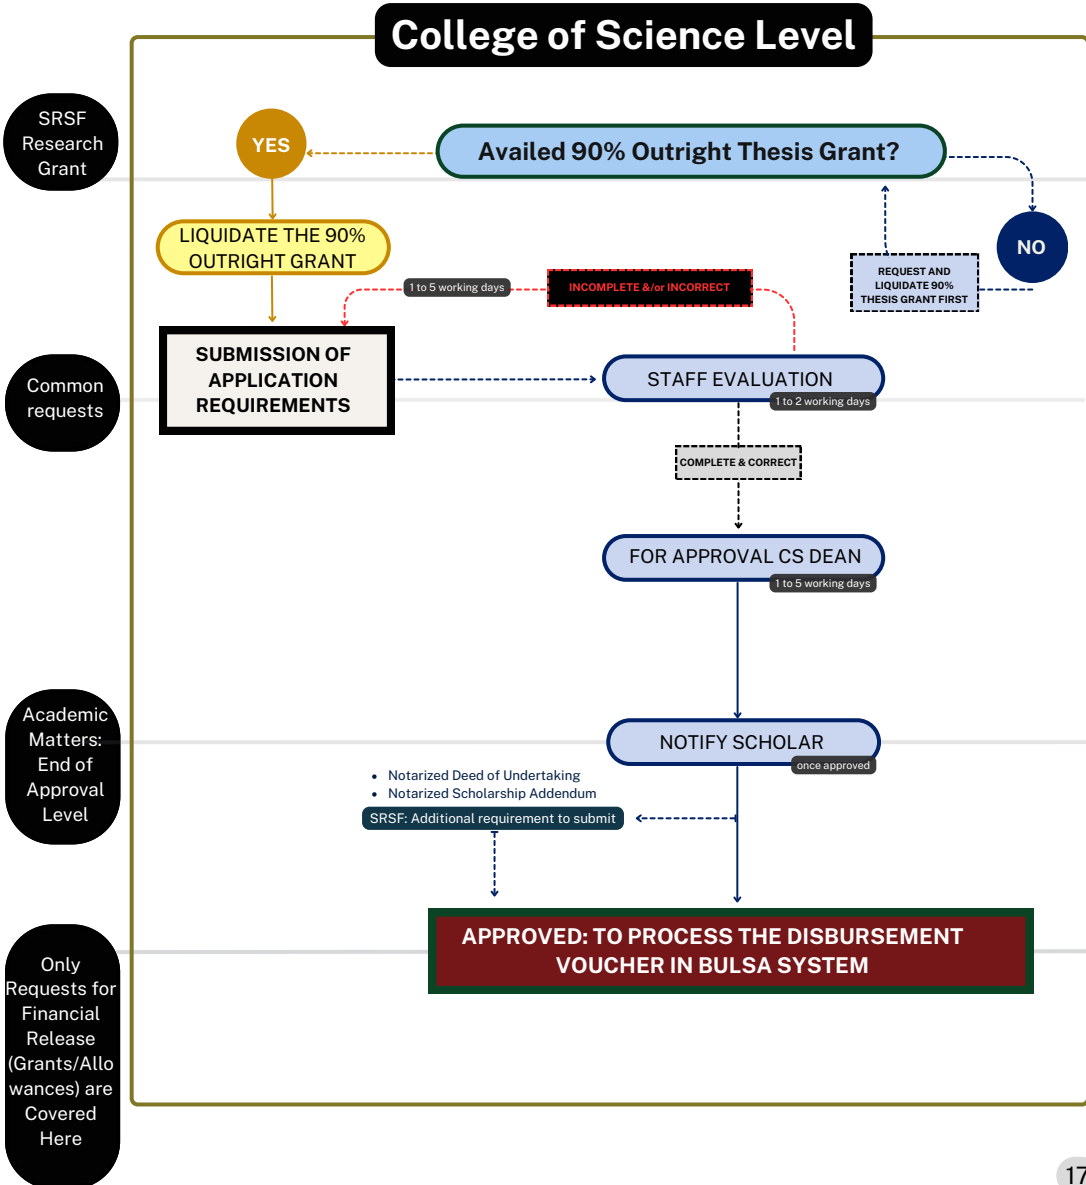 College of Science Level
SRSF
Research
Grant
YES
Availed 90% Outright Thesis Grant?
NO
LIQUIDATE THE 90%
OUTRIGHT GRANT
REQUEST AND
LIQUIDATE 90%
THESIS GRANT FIRST
1 to 5 working days
INCOMPLETE &/or INCORRECT
Common
requests
SUBMISSION OF
APPLICATION
REQUIREMENTS
STAFF EVALUATION
1 to 2 working days
COMPLETE & CORRECT
FOR APPROVAL CS DEAN
1 to 5 working days
Academic
Matters:
End of
Approval
Level
NOTIFY SCHOLAR
once approved
• Notarized Deed of Undertaking
• Notarized Scholarship Addendum
SRSF: Additional requirement to submit
APPROVED: TO PROCESS THE DISBURSEMENT
VOUCHER IN BULSA SYSTEM
Only
Requests for
Financial
Release
(Grants/Allo
wances) are
Covered
Here
17